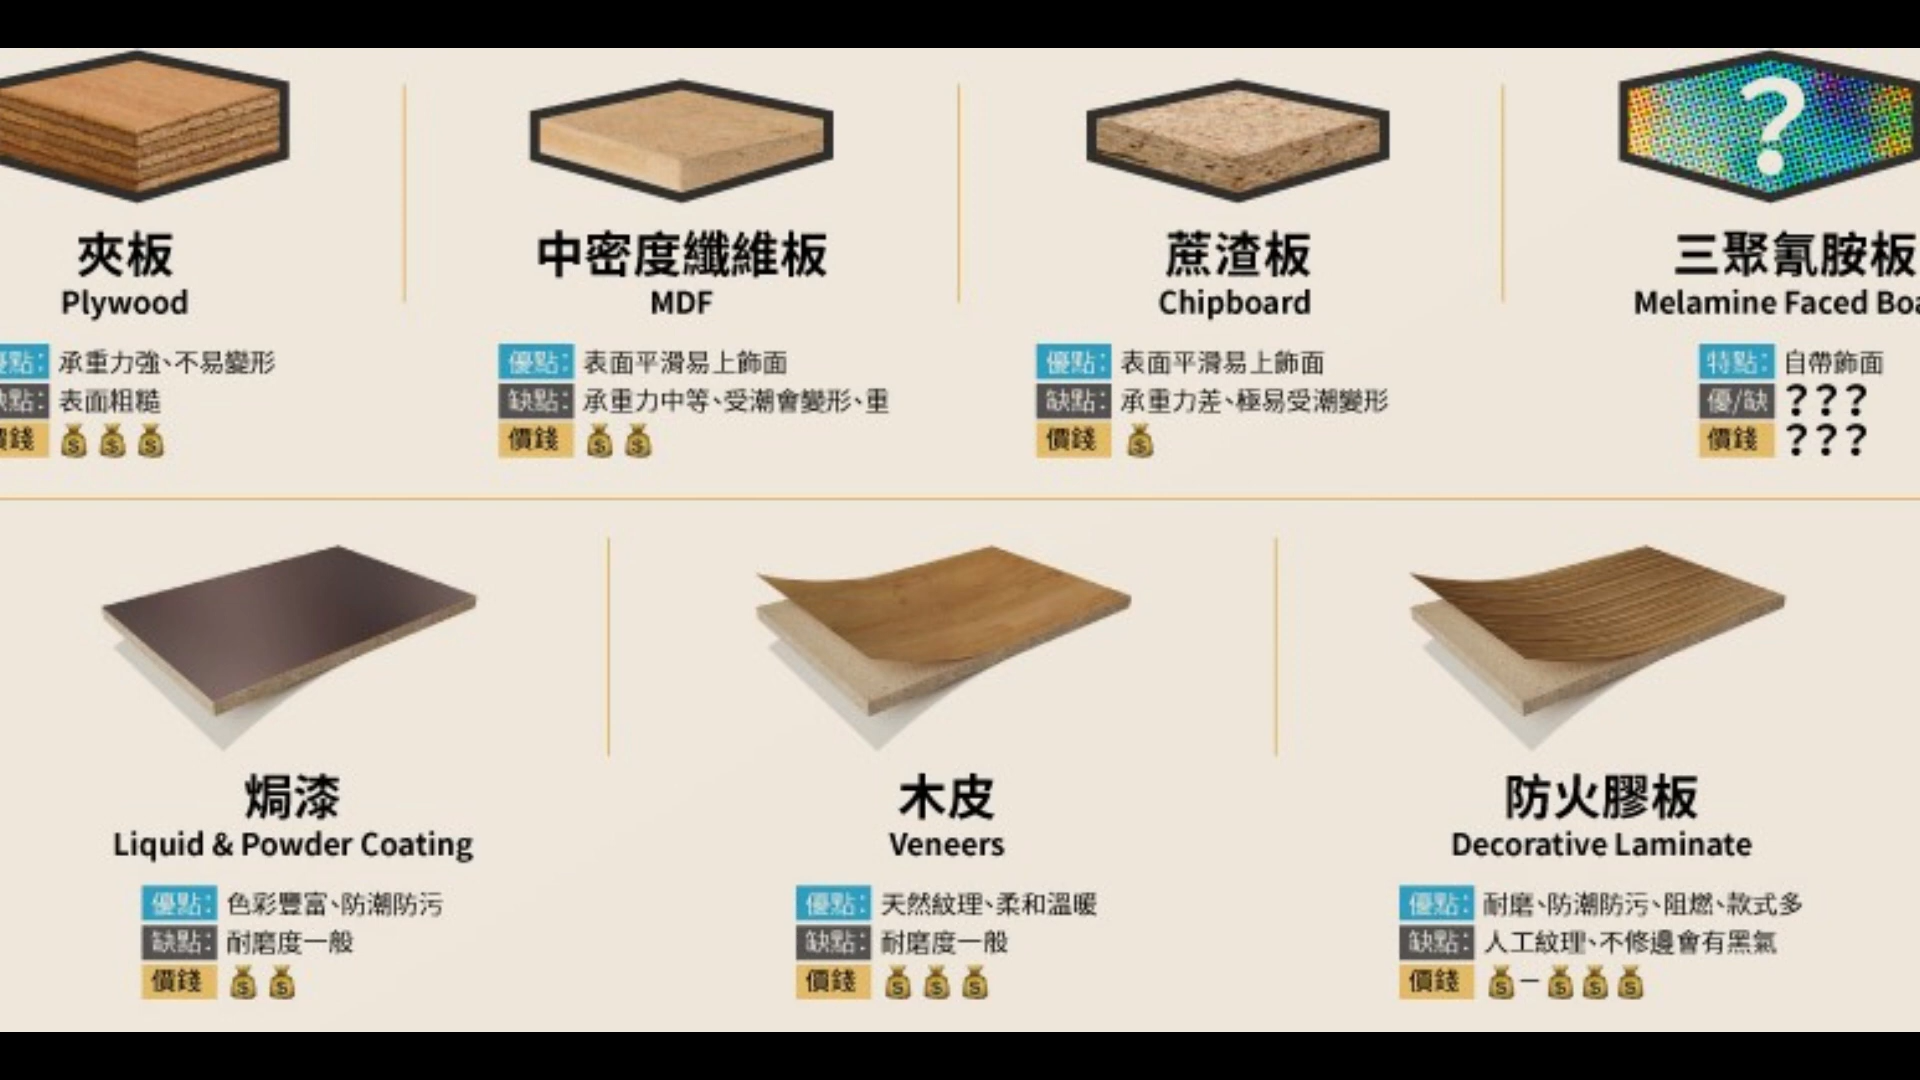 ?
夾板
Plywood
優點: 承重力強、不易變形
缺點: 表面粗糙
價錢
中密度纖維板
MDF
優點: 表面平滑易上飾面
缺點: 承重力中等、受潮會變形、重
價錢
蔗渣板
Chipboard
優點: 表面平滑易上飾面
缺點: 承重力差、極易受潮變形
價錢
三聚氰胺板
Melamine Faced Boa
特點: 自帶飾面
優/缺 ???
價錢 ???
焗漆
Liquid & Powder Coating
優點: 色彩豐富、防潮防污
缺點: 耐磨度一般
價錢
木皮
Veneers
優點: 天然紋理、柔和溫暖
缺點: 耐磨度一般
價錢
防火膠板
Decorative Laminate
優點: 耐磨、防潮防污、阻燃、款式多
缺點: 人工紋理、不修邊會有黑氣
價錢 –